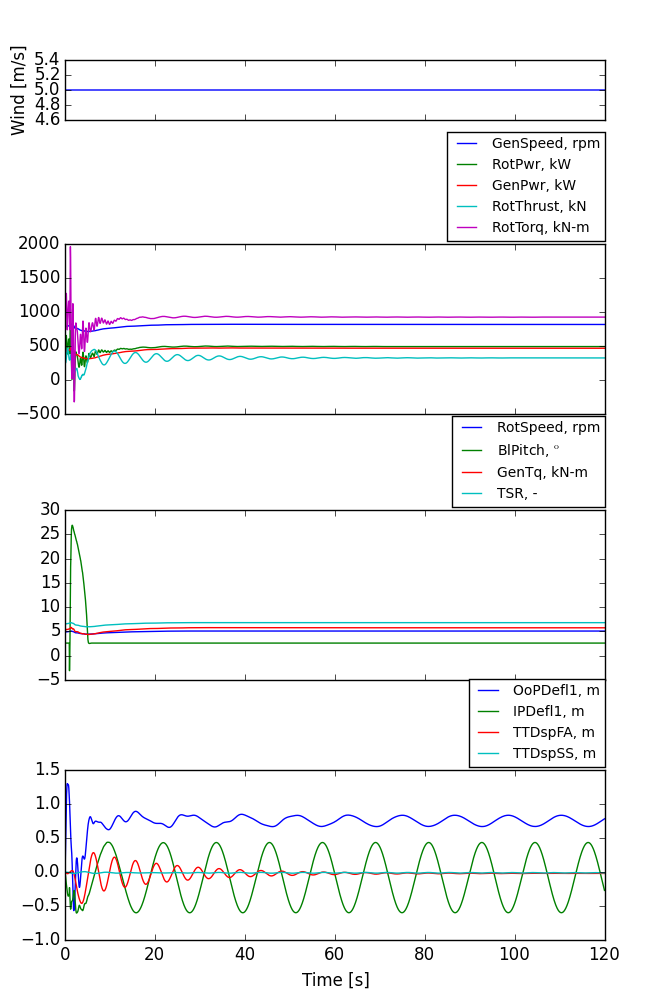 Wind [m/s]
5.4
5.2
5.0
4.8
4.6
GenSpeed, rpm
RotPwr, kW
GenPwr, kW
RotThrust, kN
RotTorq, kN-m
2000
1500
1000
500
0
−500
RotSpeed, rpm
BlPitch, °
GenTq, kN-m
TSR, -
30
25
20
15
10
5
0
−5
OoPDefl1, m
IPDefl1, m
TTDspFA, m
TTDspSS, m
1.5
1.0
0.5
0.0
−0.5
−1.0
0 20 40 60 80 100 120
Time [s]